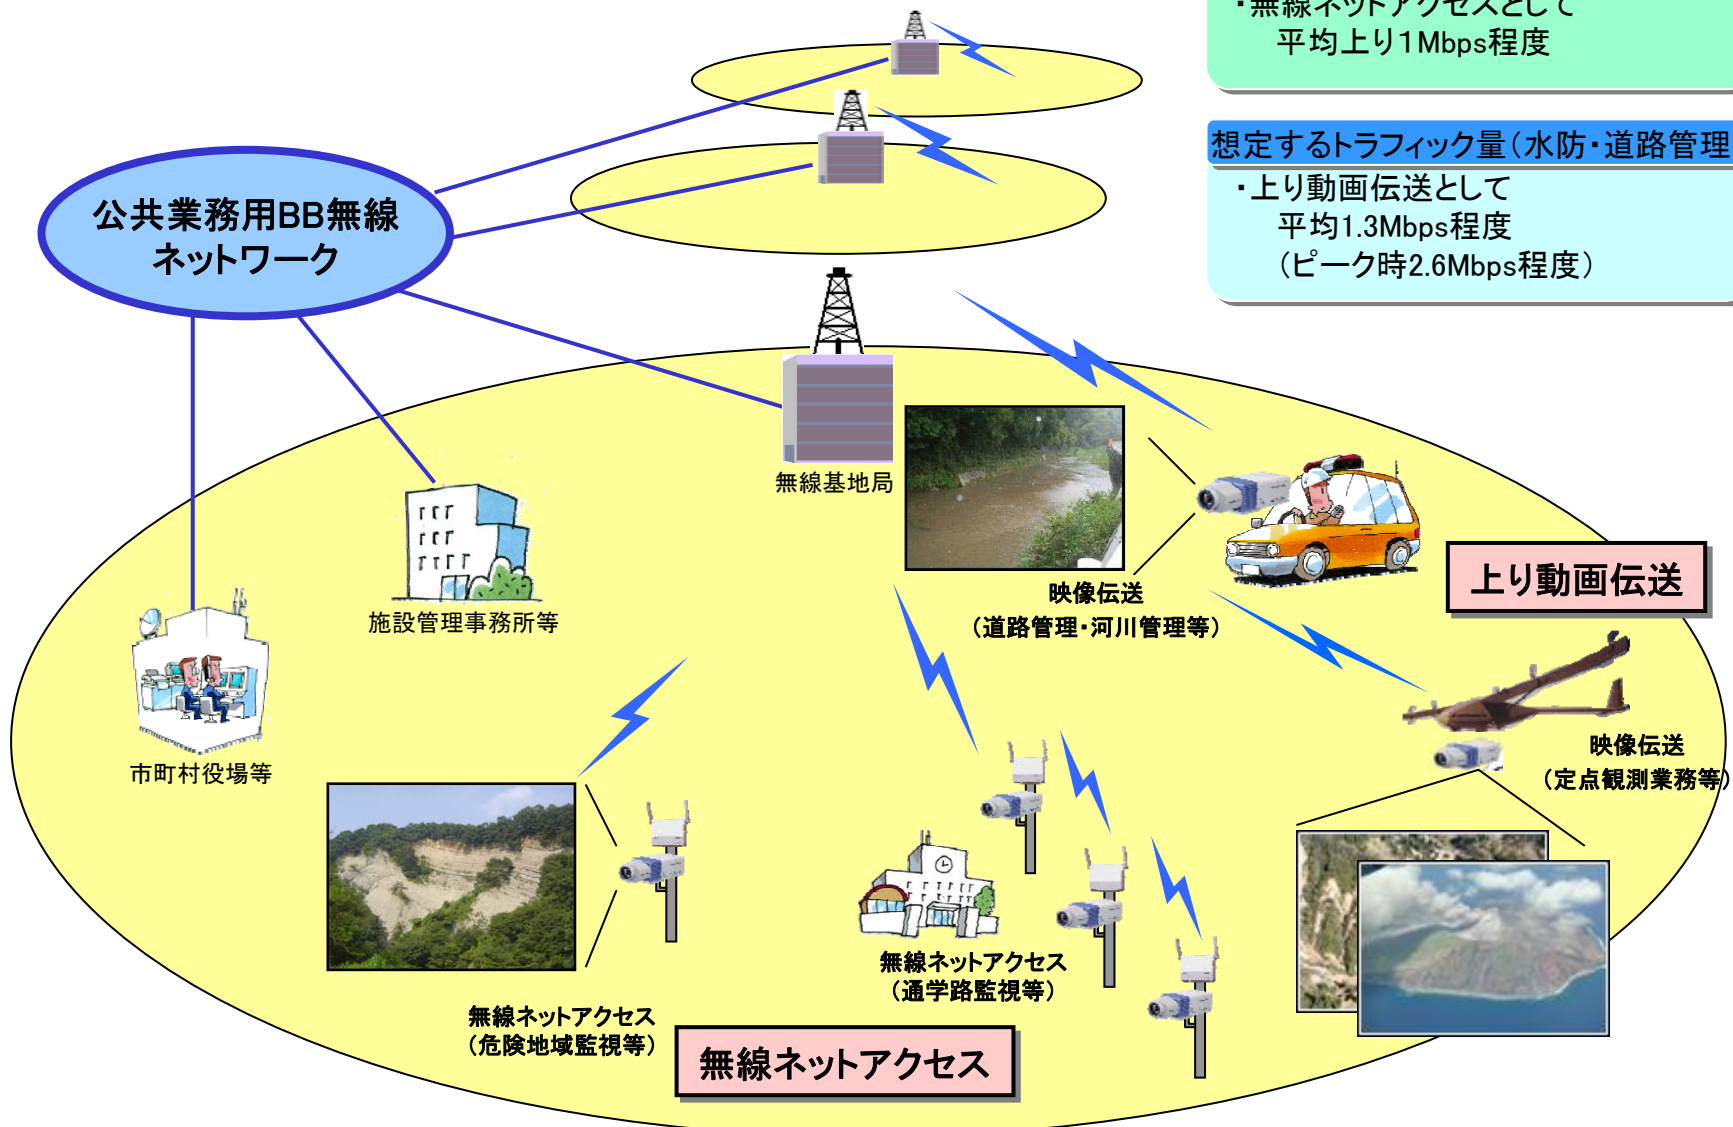 ・無線ネットアクセスとして
平均上り1Mbps程度
想定するトラフィック量（水防・道路管理
・上り動画伝送として
平均1.3Mbps程度
（ピーク時2.6Mbps程度）
公共業務用BB無線
ネットワーク
無線基地局
施設管理事務所等
市町村役場等
映像伝送
（道路管理・河川管理等）
上り動画伝送
映像伝送
（定点観測業務等）
無線ネットアクセス
（通学路監視等）
無線ネットアクセス
（危険地域監視等）
無線ネットアクセス